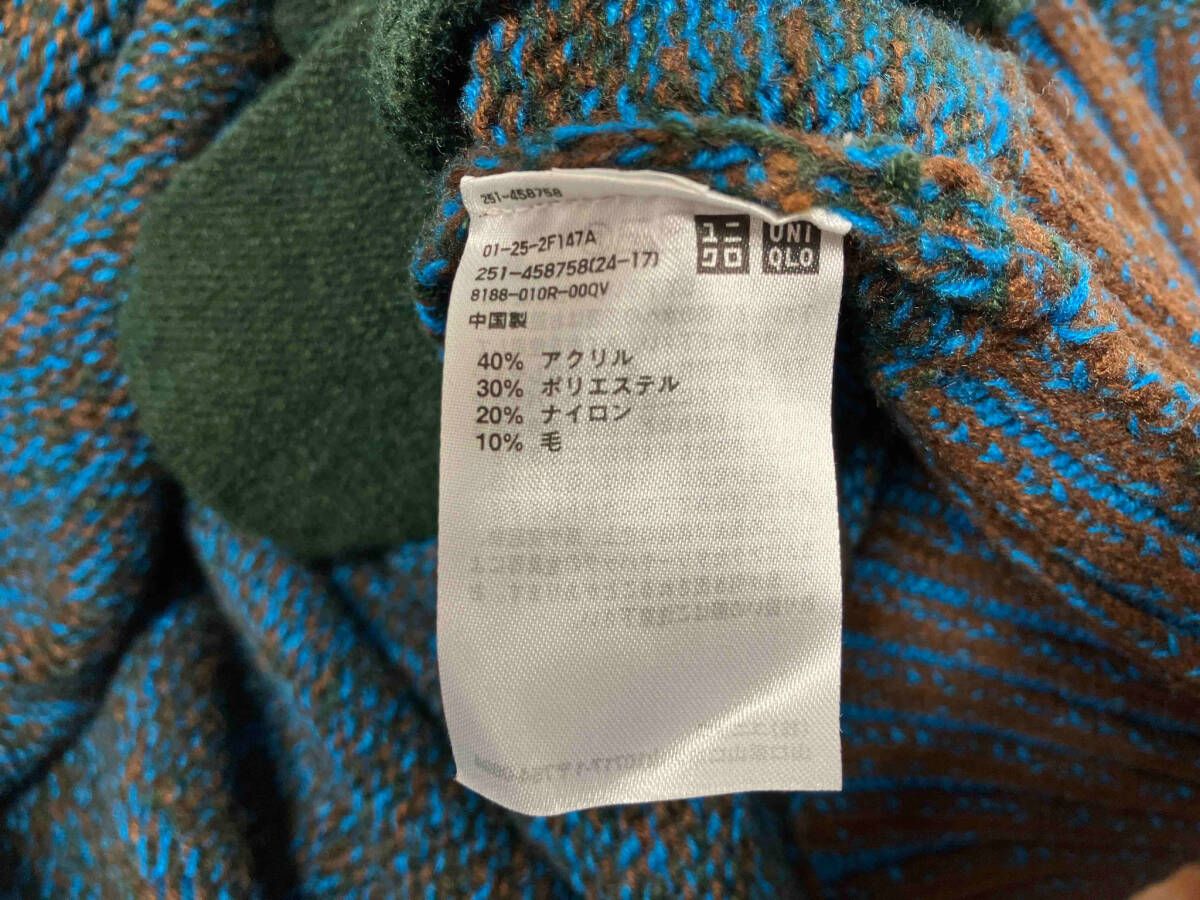 251-458758
01-25-2F147A
251-458758(24-17)
8188-010R-00QV
中国製
ユニ
クロ
UNI
QLO
40% アクリル
30% ポリエステル
20% ナイロン
10% 毛